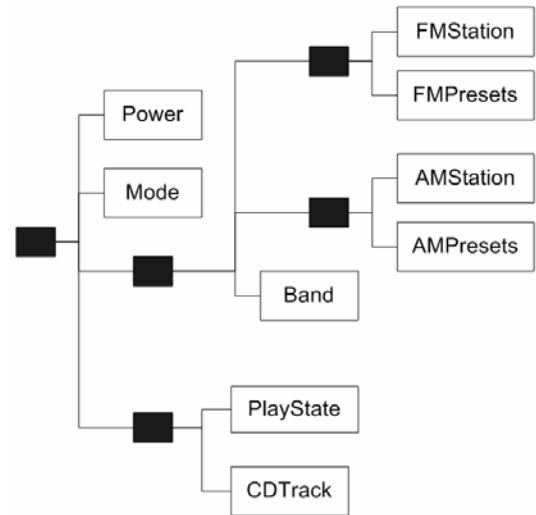 FMStation
FMPresets
Power
Mode
AMStation
AMPresets
Band
PlayState
CDTrack